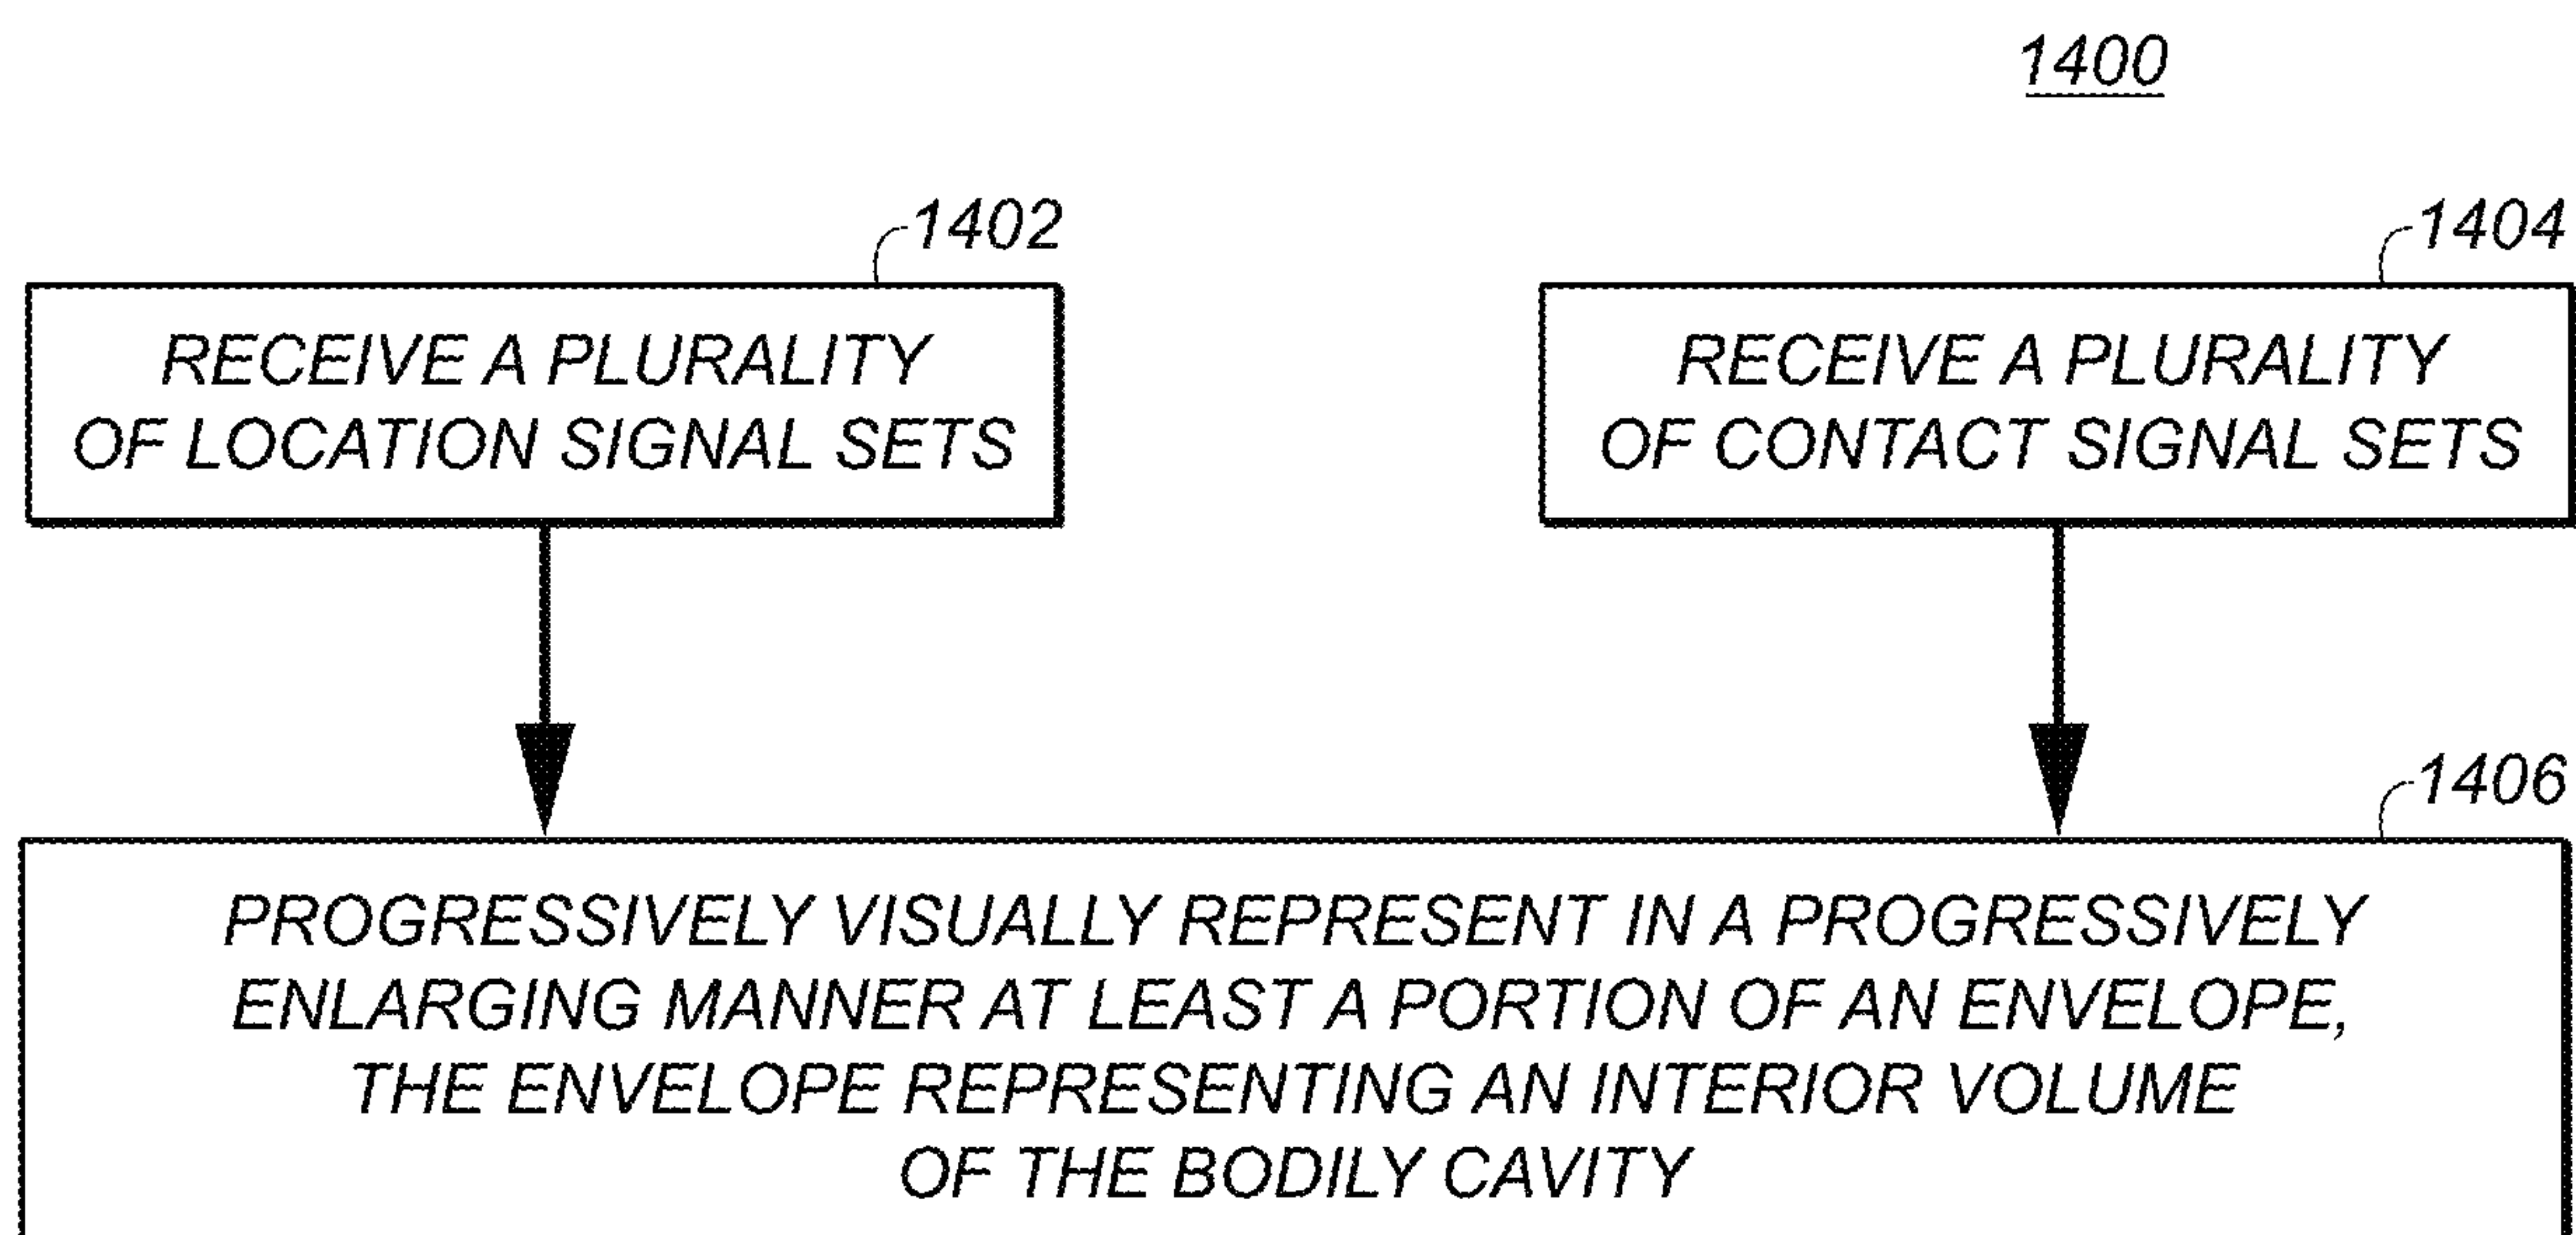 1400
1402
RECEIVE A PLURALITY
OF LOCATION SIGNAL SETS
1404
RECEIVE A PLURALITY
OF CONTACT SIGNAL SETS
1406
PROGRESSIVELY VISUALLY REPRESENT IN A PROGRESSIVELY
ENLARGING MANNER AT LEAST A PORTION OF AN ENVELOPE,
THE ENVELOPE REPRESENTING AN INTERIOR VOLUME
OF THE BODILY CAVITY